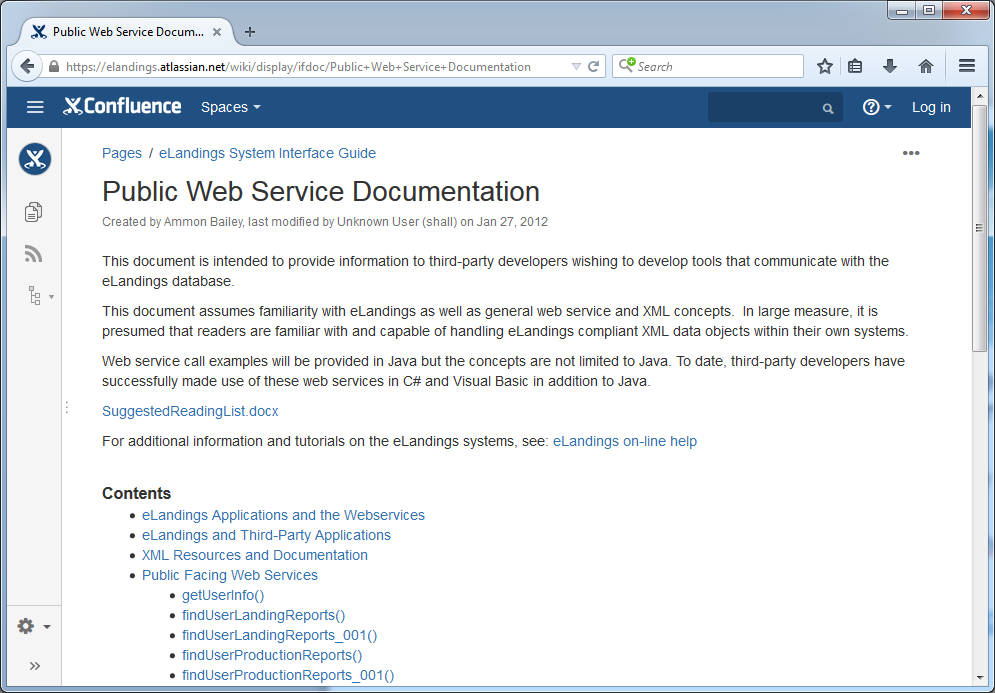 Public Web Service Docum...
https://elandings.atlassian.net/wiki/display/ifdoc/Public+Web+Service+Documentation
Search
Confluence
Spaces
Log in
Pages / eLandings System Interface Guide
Public Web Service Documentation
Created by Ammon Bailey, last modified by Unknown User (shall) on Jan 27, 2012
This document is intended to provide information to third-party developers wishing to develop tools that communicate with the
eLandings database.
This document assumes familiarity with eLandings as well as general web service and XML concepts.  In large measure, it is
presumed that readers are familiar with and capable of handling eLandings compliant XML data objects within their own systems.
Web service call examples will be provided in Java but the concepts are not limited to Java. To date, third-party developers have
successfully made use of these web services in C# and Visual Basic in addition to Java.
SuggestedReadingList.docx
For additional information and tutorials on the eLandings systems, see: eLandings on-line help
Contents
• eLandings Applications and the Webservices
• eLandings and Third-Party Applications
• XML Resources and Documentation
• Public Facing Web Services
• getUserInfo()
• findUserLandingReports()
• findUserLandingReports_001()
• findUserProductionReports()
• findUserProductionReports_001()